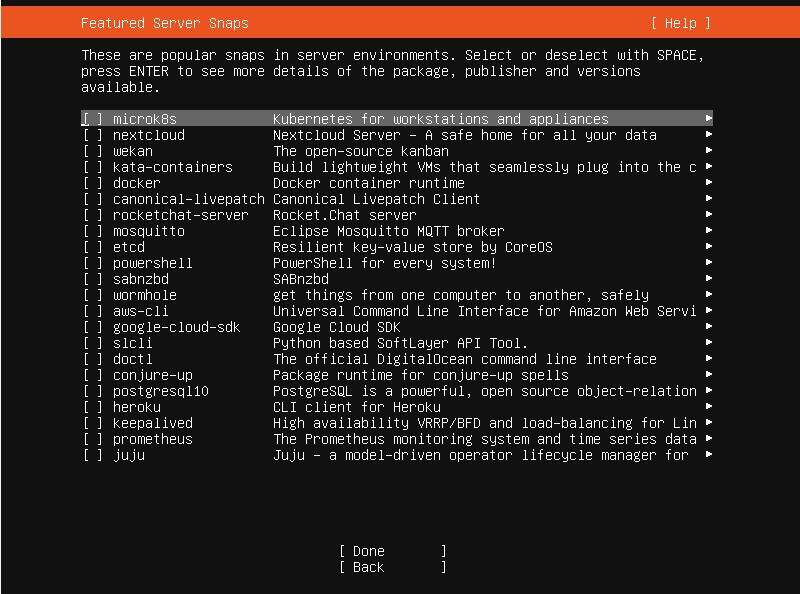 Featured Server Snaps [ Help ]
These are popular snaps in server environments. Select or deselect with SPACE,
press ENTER to see more details of the package, publisher and versions
available.
[ ] microk8s Kubernetes for workstations and appliances ▸
[ ] nextcloud Nextcloud Server - A safe home for all your data ▸
[ ] wekan The open-source kanban ▸
[ ] kata-containers Build lightweight VMs that seamlessly plug into the c ▸
[ ] docker Docker container runtime ▸
[ ] canonical-livepatch Canonical Livepatch Client ▸
[ ] rocketchat-server Rocket.Chat server ▸
[ ] mosquitto Eclipse Mosquitto MQTT broker ▸
[ ] etcd Resilient key-value store by CoreOS ▸
[ ] powershell PowerShell for every system! ▸
[ ] sabnzbd SABnzbd ▸
[ ] wormhole get things from one computer to another, safely ▸
[ ] aws-cli Universal Command Line Interface for Amazon Web Servi ▸
[ ] google-cloud-sdk Google Cloud SDK ▸
[ ] slcli Python based SoftLayer API Tool. ▸
[ ] doctl The official DigitalOcean command line interface ▸
[ ] conjure-up Package runtime for conjure-up spells ▸
[ ] postgresql10 PostgreSQL is a powerful, open source object-relation ▸
[ ] heroku CLI client for Heroku ▸
[ ] keepalived High availability VRRP/BFD and load-balancing for Lin ▸
[ ] prometheus The Prometheus monitoring system and time series data ▸
[ ] juju Juju - a model-driven operator lifecycle manager for ▸
[ Done ]
[ Back ]